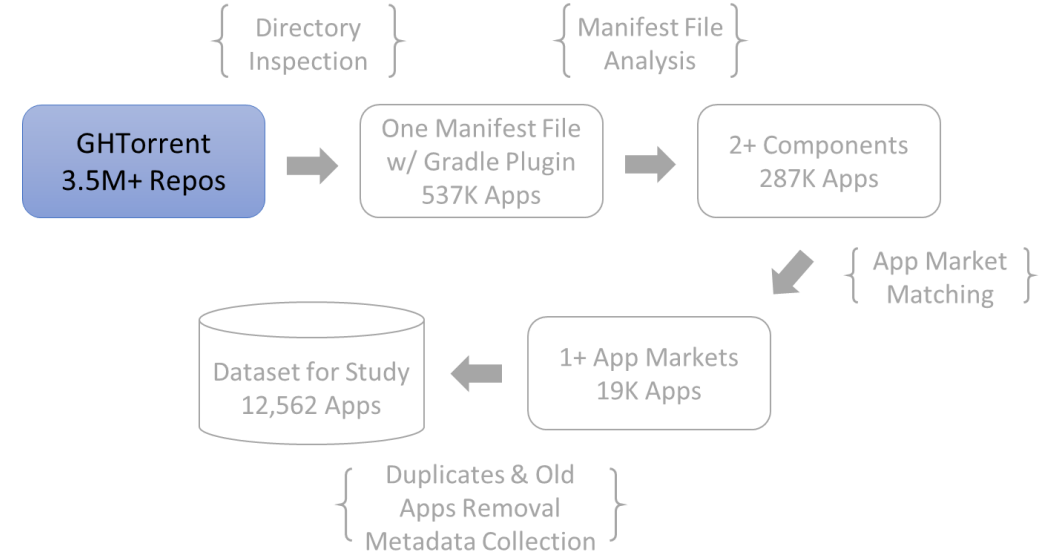 Directory
Inspection
Manifest File
Analysis
GHTorrent
3.5M+ Repos
One Manifest File
w/ Gradle Plugin
537K Apps
2+ Components
287K Apps
App Market
Matching
1+ App Markets
19K Apps
Dataset for Study
12,562 Apps
Duplicates & Old
Apps Removal
Metadata Collection